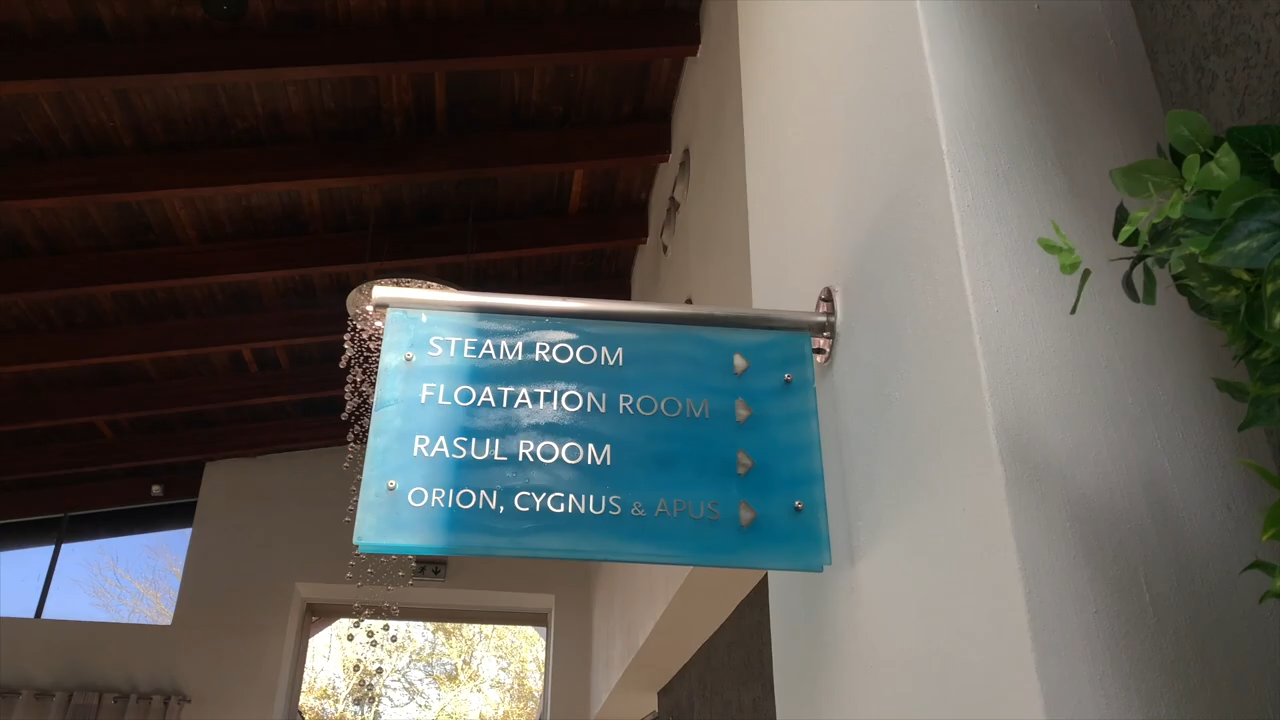 STEAM ROOM
FLOATATION ROOM
RASUL ROOM
ORION, CYGNUS & APUS